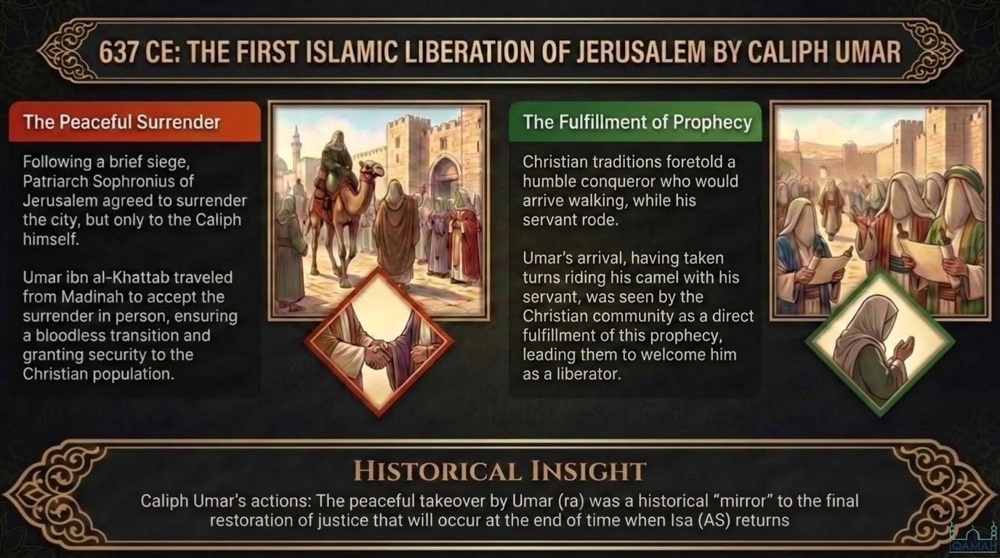 637 CE: THE FIRST ISLAMIC LIBERATION OF JERUSALEM BY CALIPH UMAR
The Peaceful Surrender
Following a brief siege,
Patriarch Sophronius of
Jerusalem agreed to surrender
the city, but only to the Caliph
himself.
Umar ibn al-Khattab traveled
from Madinah to accept the
surrender in person, ensuring
a bloodless transition and
granting security to the
Christian population.
The Fulfillment of Prophecy
Christian traditions foretold a
humble conqueror who would
arrive walking, while his
servant rode.
Umar's arrival, having taken
turns riding his camel with his
servant, was seen by the
Christian community as a direct
fulfillment of this prophecy,
leading them to welcome him
as a liberator.
HISTORICAL INSIGHT
Caliph Umar's actions: The peaceful takeover by Umar (ra) was a historical “mirror” to the final
restoration of justice that will occur at the end of time when Isa (AS) returns
QAMAH